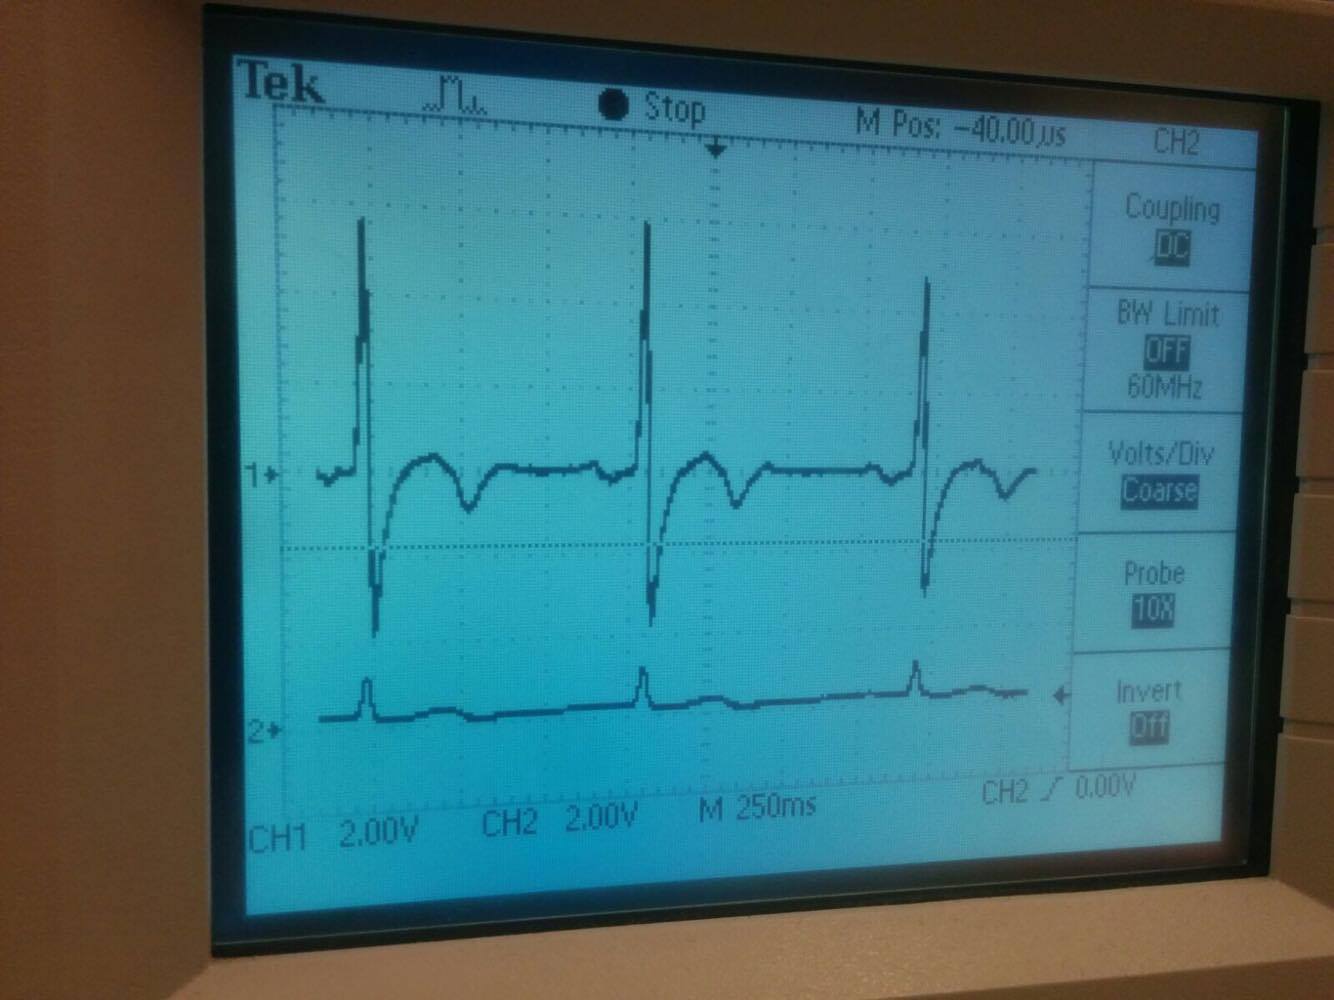 Tek
Stop
M Pos: -40.00µs
CH2
Coupling
DC
BW Limit
OFF
60MHz
Volts/Div
Coarse
Probe
10X
Invert
Off
1
2
CH1 2.00V
CH2 2.00V
M 250ms
CH2 0.00V